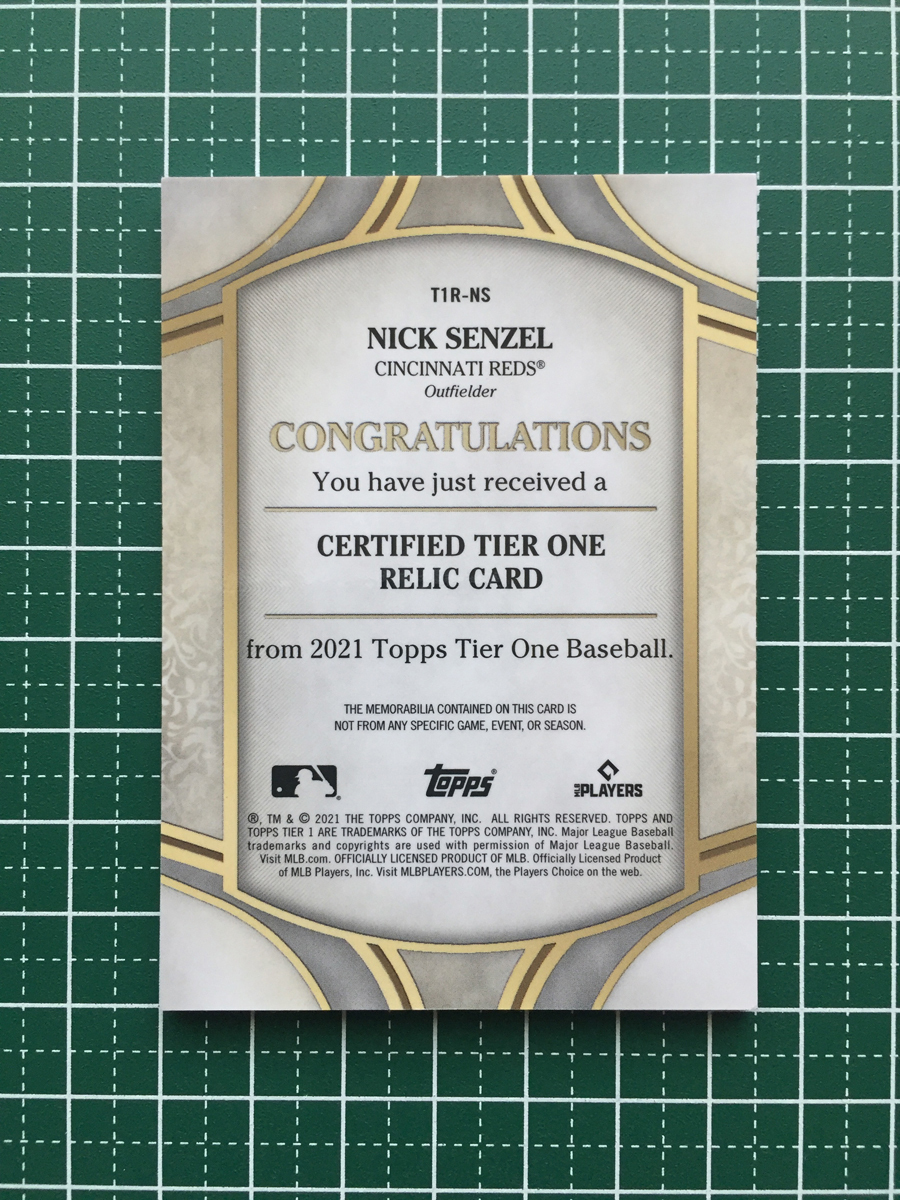 T1R-NS
NICK SENZEL
CINCINNATI REDS®
Outfielder
CONGRATULATIONS
You have just received a
CERTIFIED TIER ONE
RELIC CARD
from 2021 Topps Tier One Baseball.
THE MEMORABILIA CONTAINED ON THIS CARD IS
NOT FROM ANY SPECIFIC GAME, EVENT, OR SEASON.
® topps® MLB PLAYERS
®, TM & © 2021 THE TOPPS COMPANY, INC. ALL RIGHTS RESERVED. TOPPS AND
TOPPS TIER 1 ARE TRADEMARKS OF THE TOPPS COMPANY, INC. Major League Baseball
trademarks and copyrights are used with permission of Major League Baseball.
Visit MLB.com. OFFICIALLY LICENSED PRODUCT OF MLB. Officially Licensed Product
of MLB Players, Inc. Visit MLBPLAYERS.COM, the Players Choice on the web.